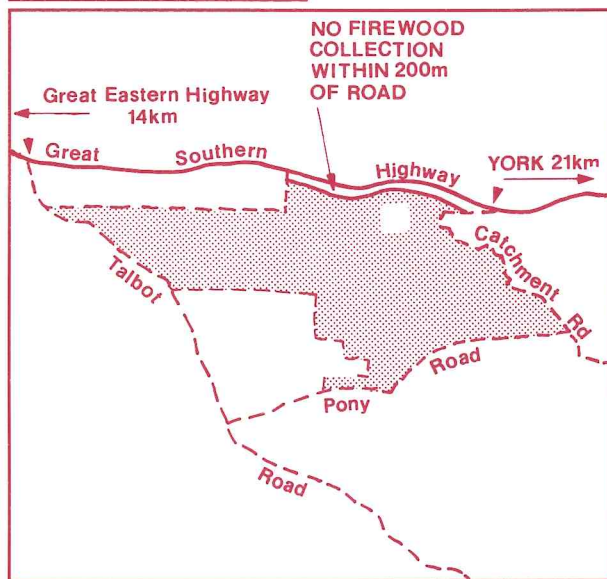 NO FIREWOOD
COLLECTION
WITHIN 200m
OF ROAD
Great Eastern Highway
14km
Great Southern Highway
YORK 21km
Catchment Rd
Talbot Road
Pony Road